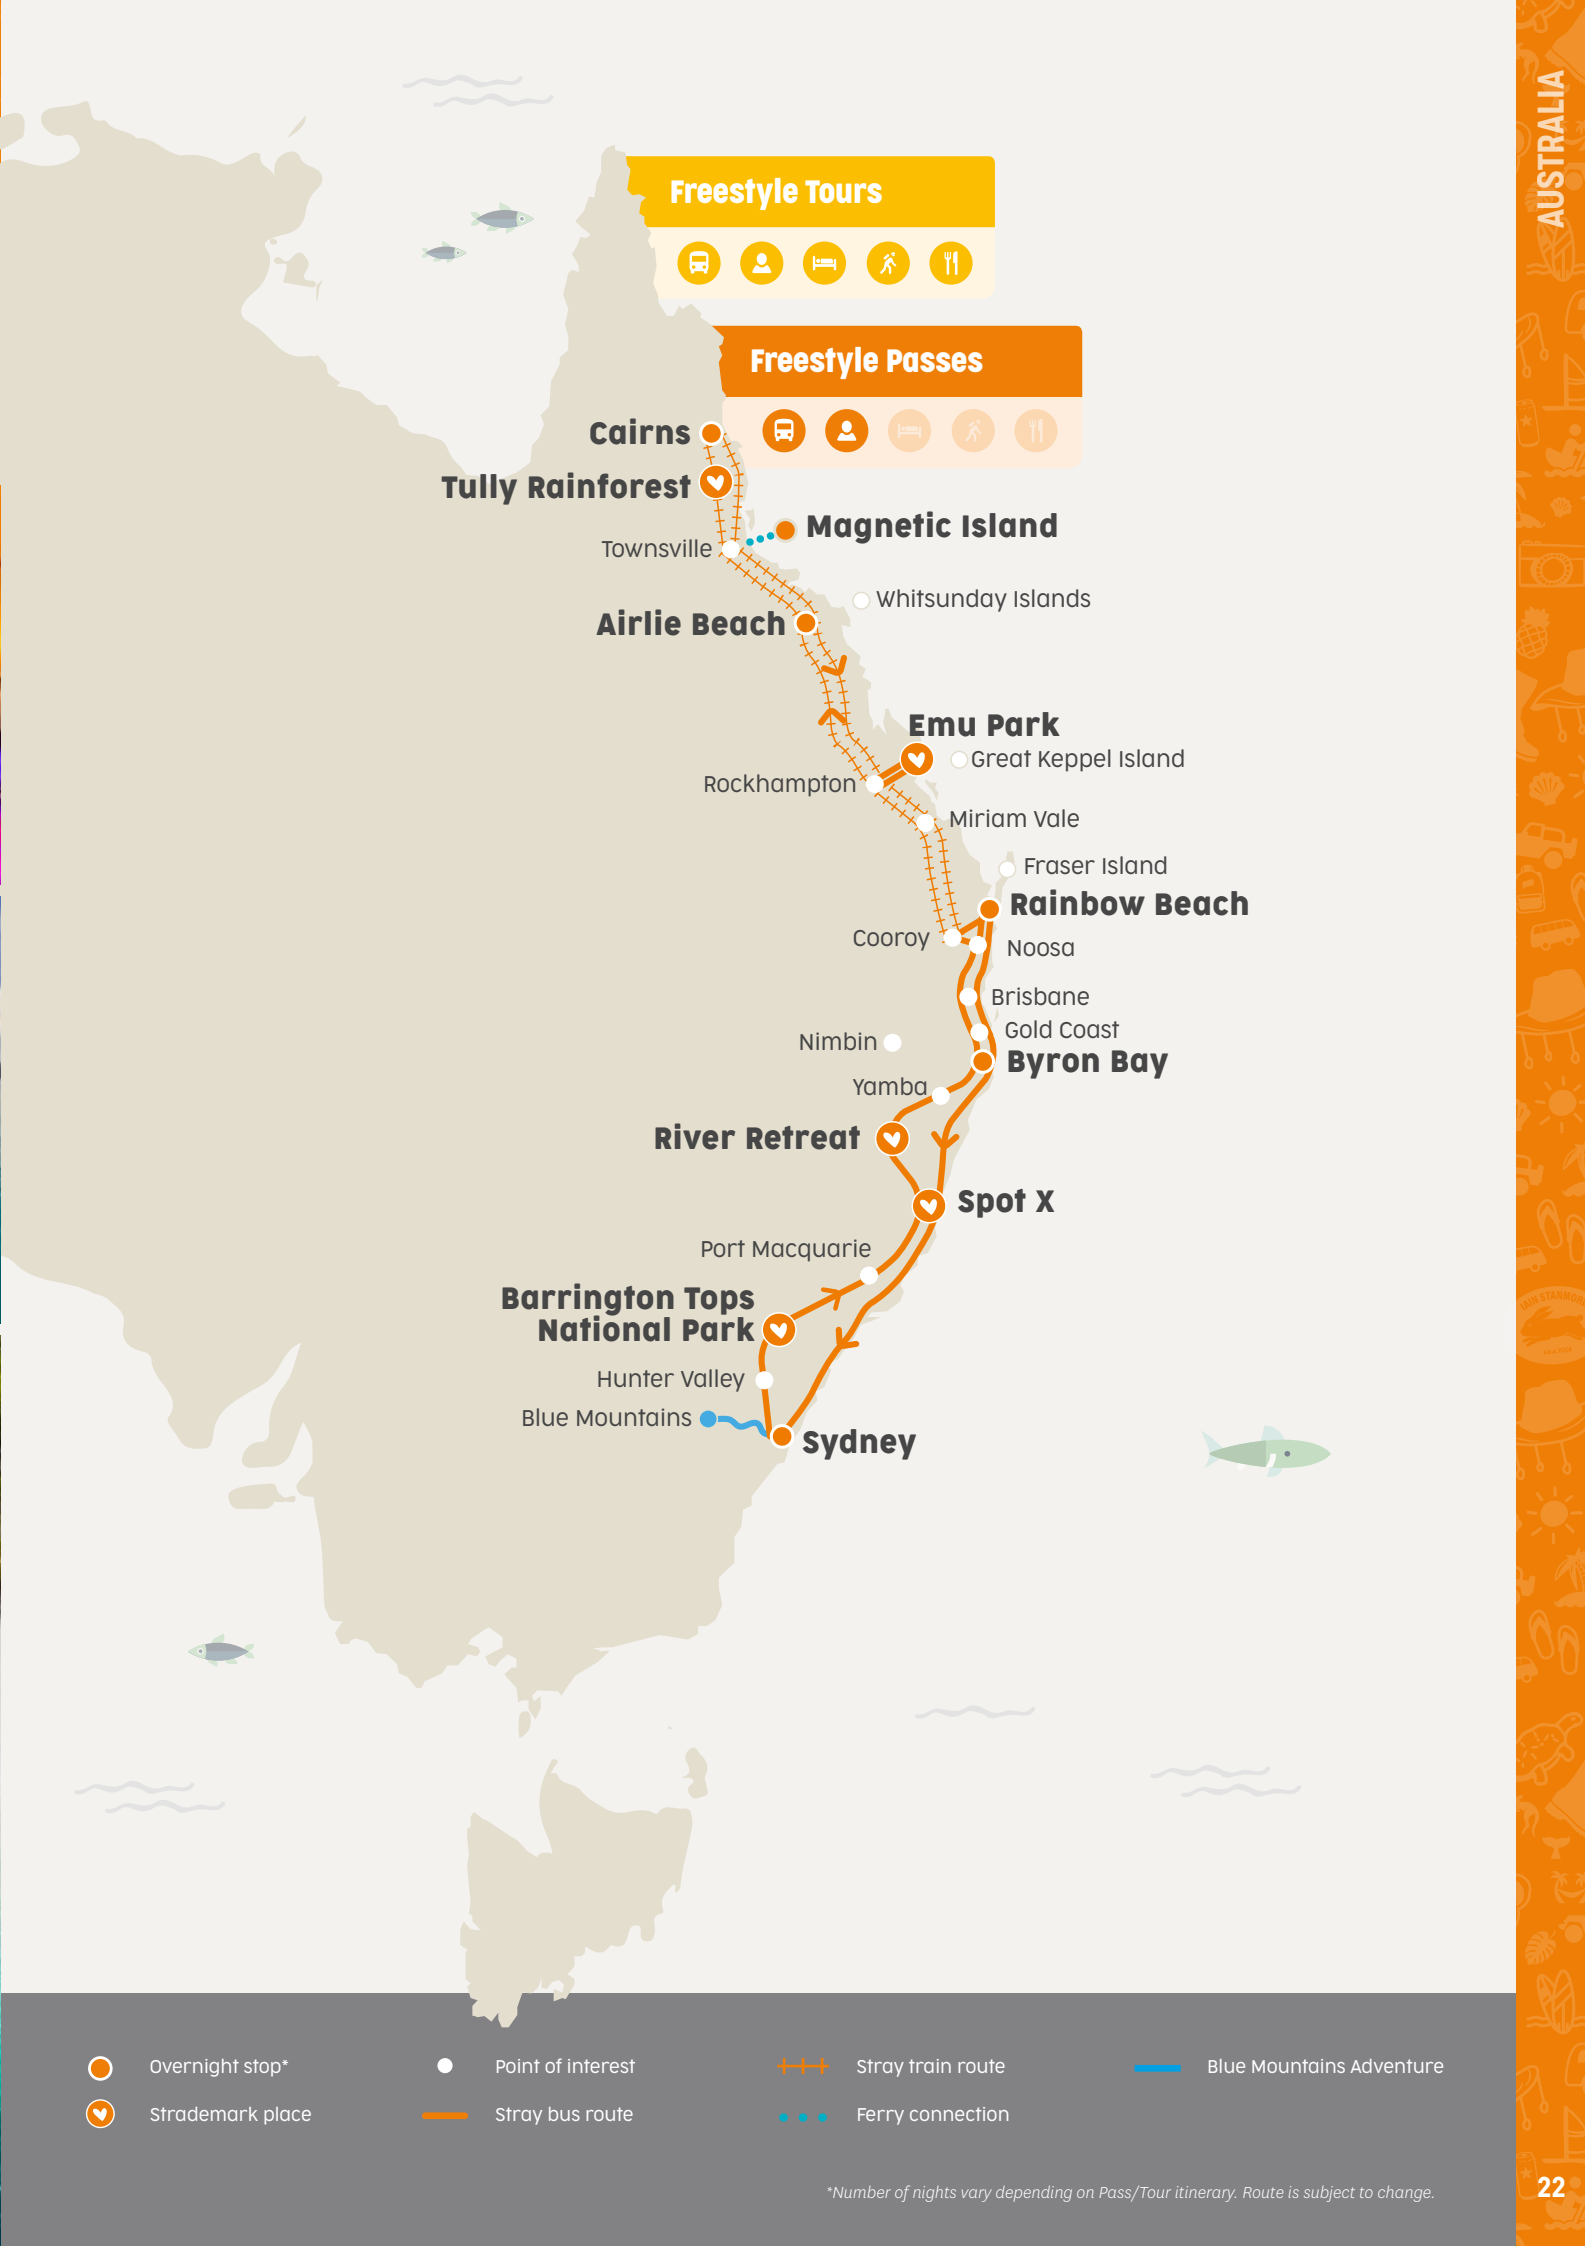 AUSTRALIA
Freestyle Tours
Freestyle Passes
Cairns
Tully Rainforest
Magnetic Island
Townsville
Whitsunday Islands
Airlie Beach
Emu Park
Great Keppel Island
Rockhampton
Miriam Vale
Fraser Island
Rainbow Beach
Cooroy
Noosa
Brisbane
Gold Coast
Nimbin
Byron Bay
Yamba
River Retreat
Spot X
Port Macquarie
Barrington Tops
National Park
Hunter Valley
Blue Mountains
Sydney
IAIN STANMORE
Overnight stop*
Point of interest
Stray train route
Blue Mountains Adventure
Strademark place
Stray bus route
Ferry connection
*Number of nights vary depending on Pass/Tour itinerary. Route is subject to change.
22